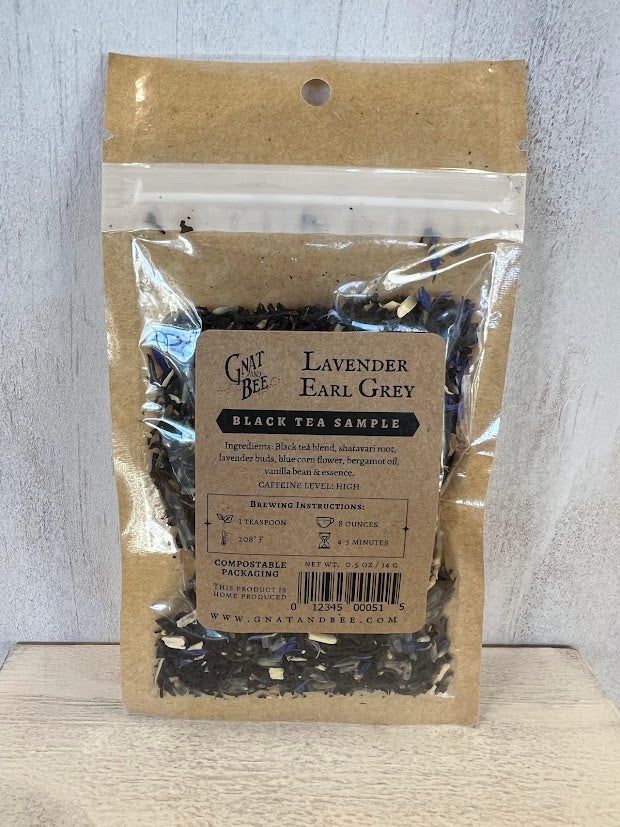 GNAT
AND
BEE
LAVENDER
EARL GREY
BLACK TEA SAMPLE
Ingredients: Black tea blend, shatavari root,
lavender buds, blue corn flower, bergamot oil,
vanilla bean & essence.
CAFFEINE LEVEL: HIGH
BREWING INSTRUCTIONS:
1 TEASPOON
8 OUNCES
208° F
4-5 MINUTES
COMPOSTABLE
PACKAGING
THIS PRODUCT IS
HOME PRODUCED
NET WT. 0.5 OZ / 14 G
0 12345 00051 5
WWW.GNATANDBEE.COM